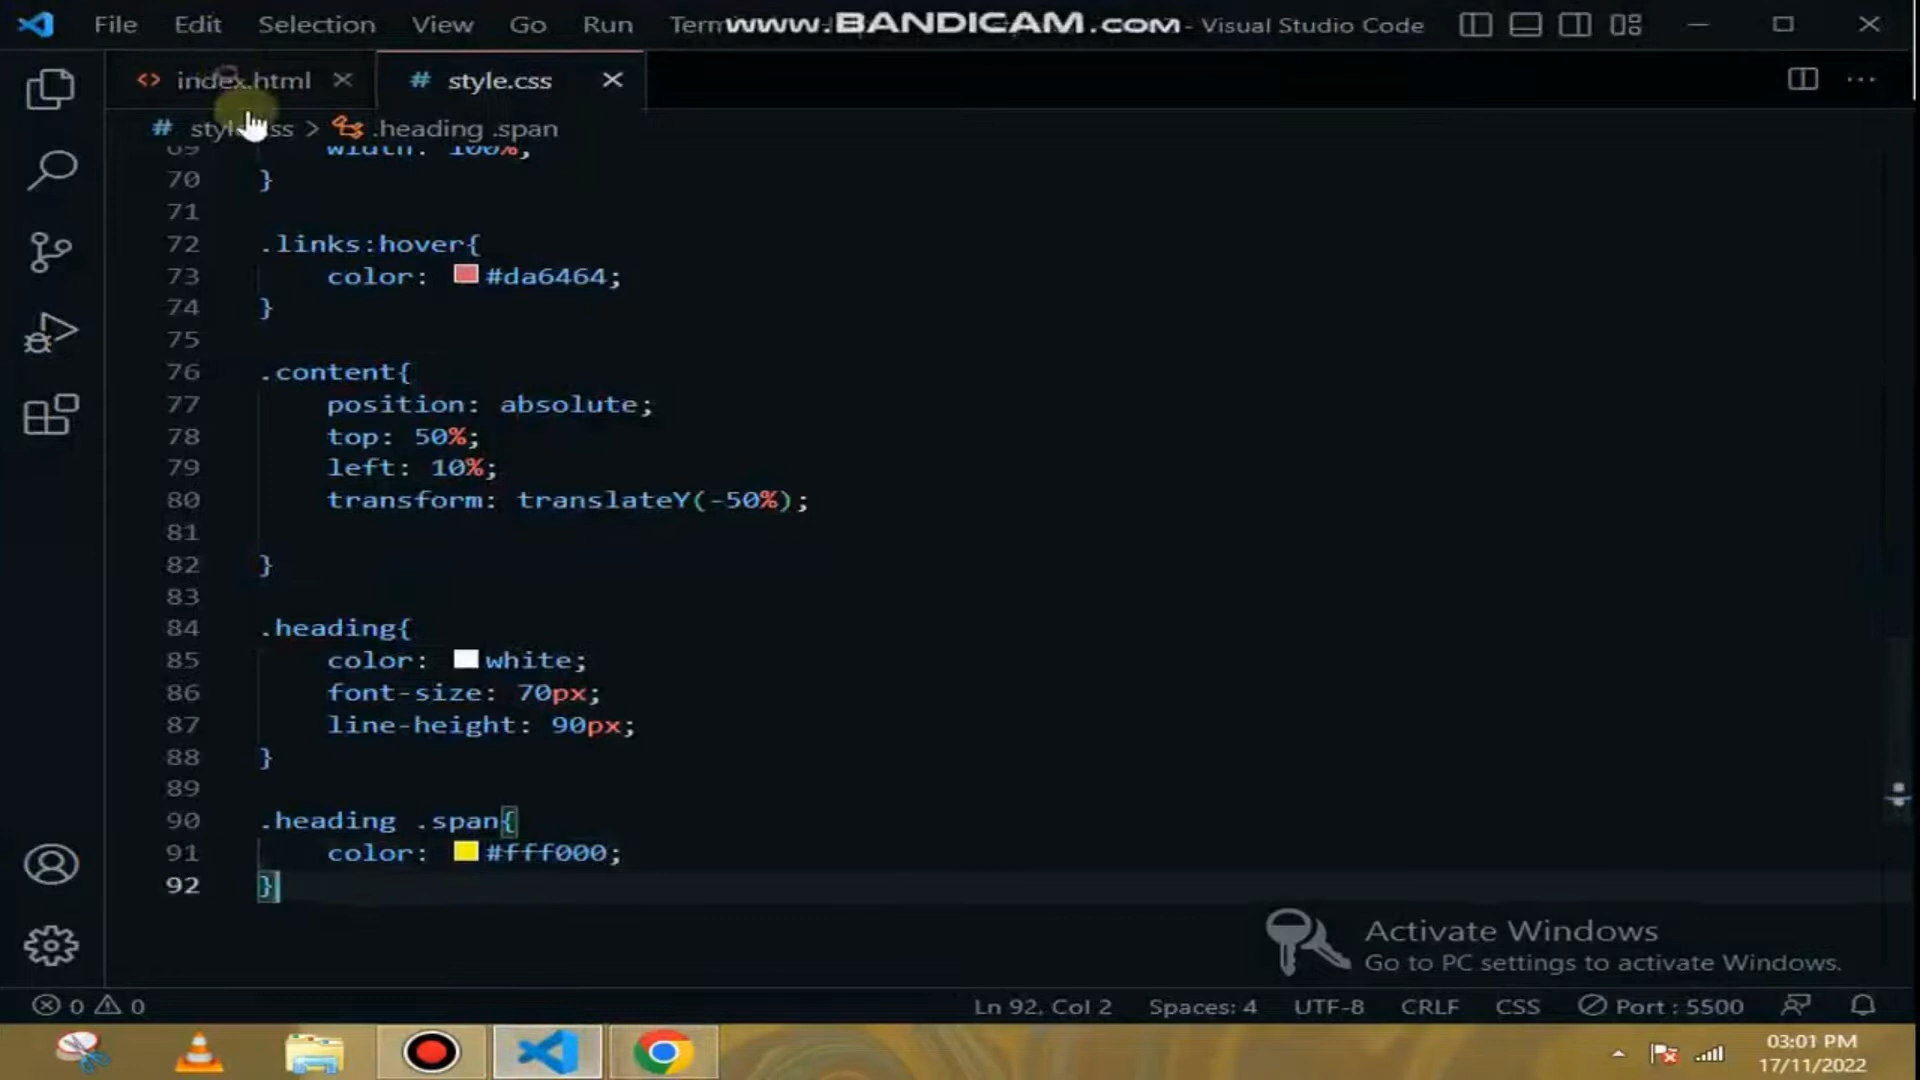 File Edit Selection View Go Run Term www.BANDICAM.com - Visual Studio Code
<> index.html # style.css
# style.css > .heading .span
69 width: 100%;
70 }
71
72 .links:hover{
73 color: #da6464;
74 }
75
76 .content{
77 position: absolute;
78 top: 50%;
79 left: 10%;
80 transform: translateY(-50%);
81
82 }
83
84 .heading{
85 color: white;
86 font-size: 70px;
87 line-height: 90px;
88 }
89
90 .heading .span{
91 color: #fff000;
92 }
Activate Windows
Go to PC settings to activate Windows.
0 0 Ln 92, Col 2 Spaces: 4 UTF-8 CRLF CSS Port : 5500
03:01 PM
17/11/2022